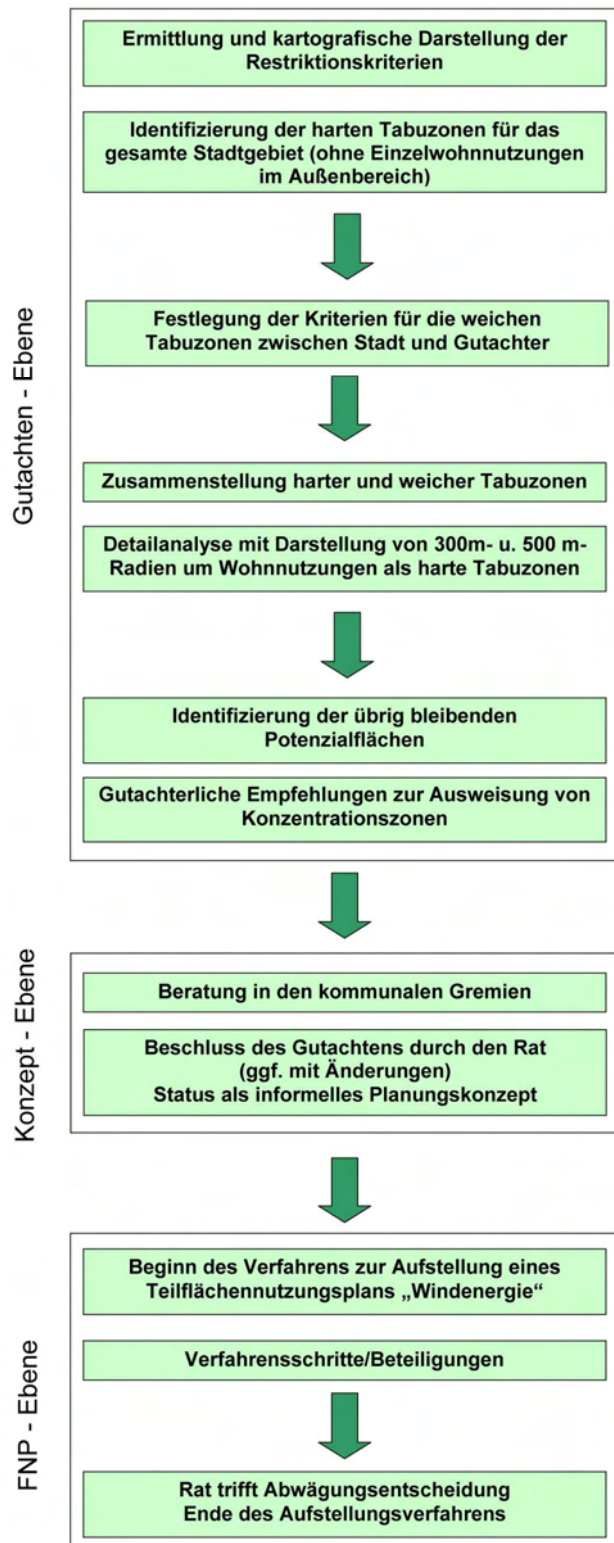 Gutachten - Ebene
Ermittlung und kartografische Darstellung der
Restriktionskriterien
Identifizierung der harten Tabuzonen für das
gesamte Stadtgebiet (ohne Einzelwohnnutzungen
im Außenbereich)
Festlegung der Kriterien für die weichen
Tabuzonen zwischen Stadt und Gutachter
Zusammenstellung harter und weicher Tabuzonen
Detailanalyse mit Darstellung von 300m- u. 500 m-
Radien um Wohnnutzungen als harte Tabuzonen
Identifizierung der übrig bleibenden
Potenzialflächen
Gutachterliche Empfehlungen zur Ausweisung von
Konzentrationszonen
Konzept - Ebene
Beratung in den kommunalen Gremien
Beschluss des Gutachtens durch den Rat
(ggf. mit Änderungen)
Status als informelles Planungskonzept
FNP - Ebene
Beginn des Verfahrens zur Aufstellung eines
Teilflächennutzungsplans „Windenergie“
Verfahrensschritte/Beteiligungen
Rat trifft Abwägungsentscheidung
Ende des Aufstellungsverfahrens